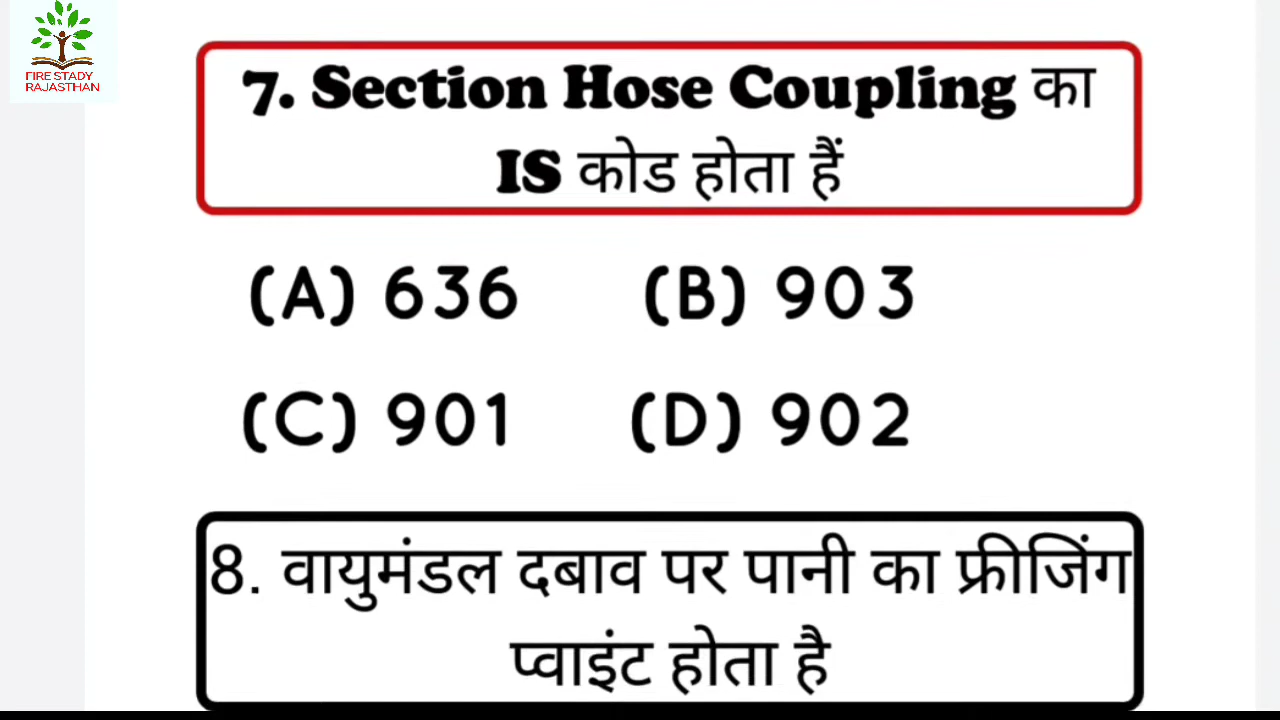 FIRE STADY
RAJASTHAN
7. Section Hose Coupling का
IS कोड होता हैं
(A) 636 (B) 903
(C) 901 (D) 902
8. वायुमंडल दबाव पर पानी का फ्रीजिंग
प्वाइंट होता है